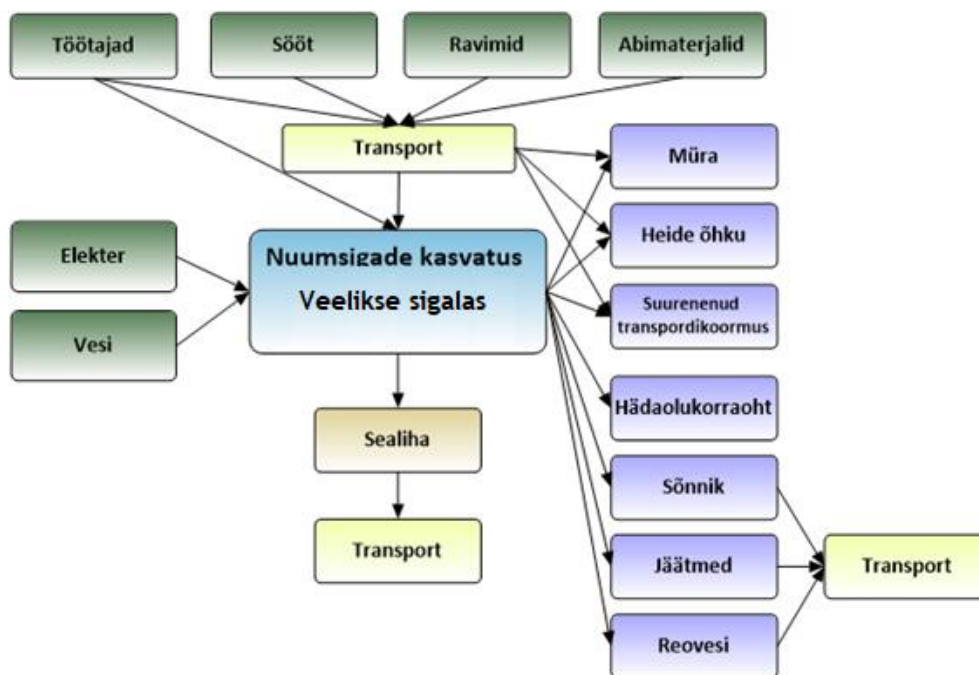 Töötajad
Sööt
Ravimid
Abimaterjalid
Transport
Müra
Heide õhku
Elekter
Nuumsigade kasvatus
Veelikse sigalas
Suurenenud
transpordikoormus
Vesi
Hädaolukorraoht
Sealiha
Sõnnik
Transport
Jäätmed
Transport
Reovesi